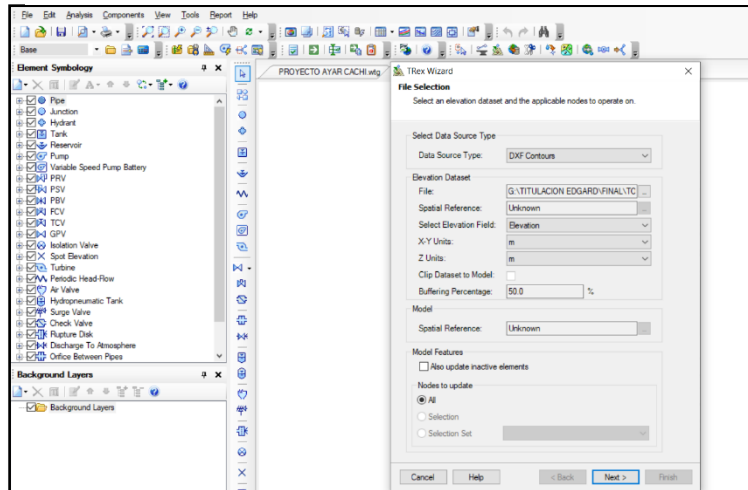 File Edit Analysis Components View Tools Report Help
Base
Element Symbology
PROYECTO AYAR CACHI.wtg
Pipe
Junction
Hydrant
Tank
Reservoir
Pump
Variable Speed Pump Battery
PRV
PSV
PBV
FCV
TCV
GPV
Isolation Valve
Spot Elevation
Turbine
Periodic Head-Flow
Air Valve
Hydropneumatic Tank
Surge Valve
Check Valve
Rupture Disk
Discharge To Atmosphere
Orifice Between Pipes
Background Layers
Background Layers
TRex Wizard
File Selection
Select an elevation dataset and the applicable nodes to operate on.
Select Data Source Type
Data Source Type: DXF Contours
Elevation Dataset
File: G:\TITULACION EDGARD\FINAL\TC ...
Spatial Reference: Unknown ...
Select Elevation Field: Elevation
X-Y Units: m
Z Units: m
Clip Dataset to Model:
Buffering Percentage: 50.0 %
Model
Spatial Reference: Unknown ...
Model Features
Also update inactive elements
Nodes to update
All
Selection
Selection Set
Cancel Help < Back Next > Finish